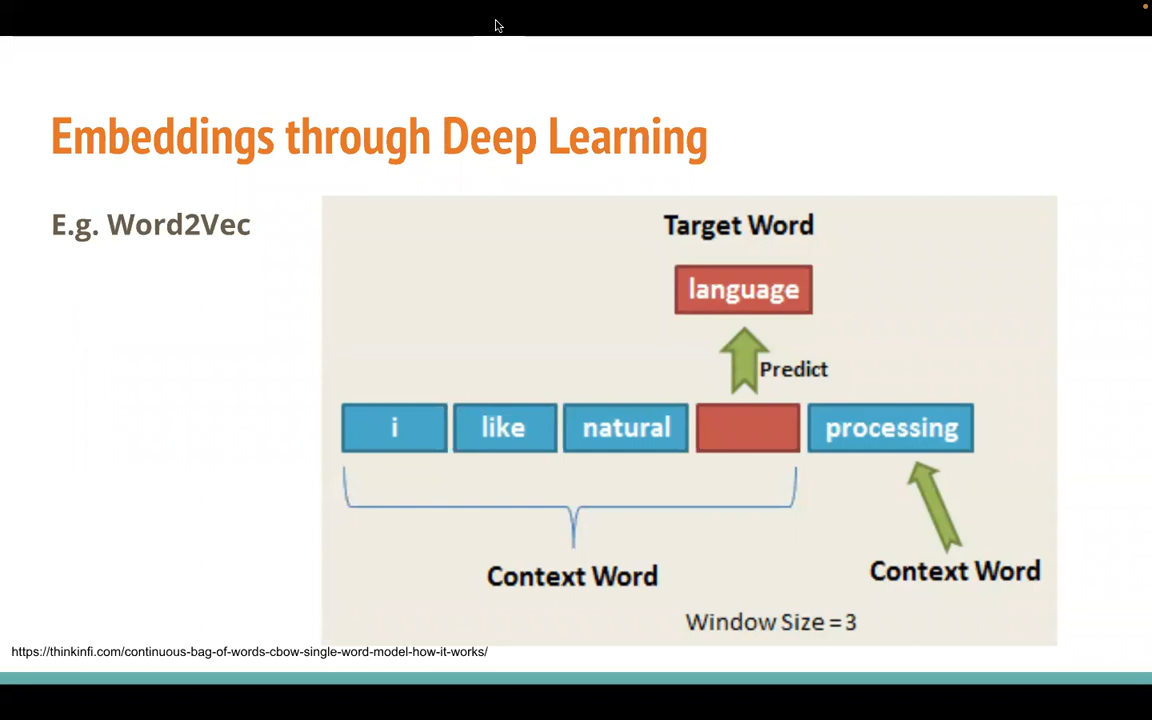 Embeddings through Deep Learning
E.g. Word2Vec
Target Word
language
Predict
i like natural processing
Context Word
Context Word
Window Size = 3
https://thinkinfi.com/continuous-bag-of-words-cbow-single-word-model-how-it-works/